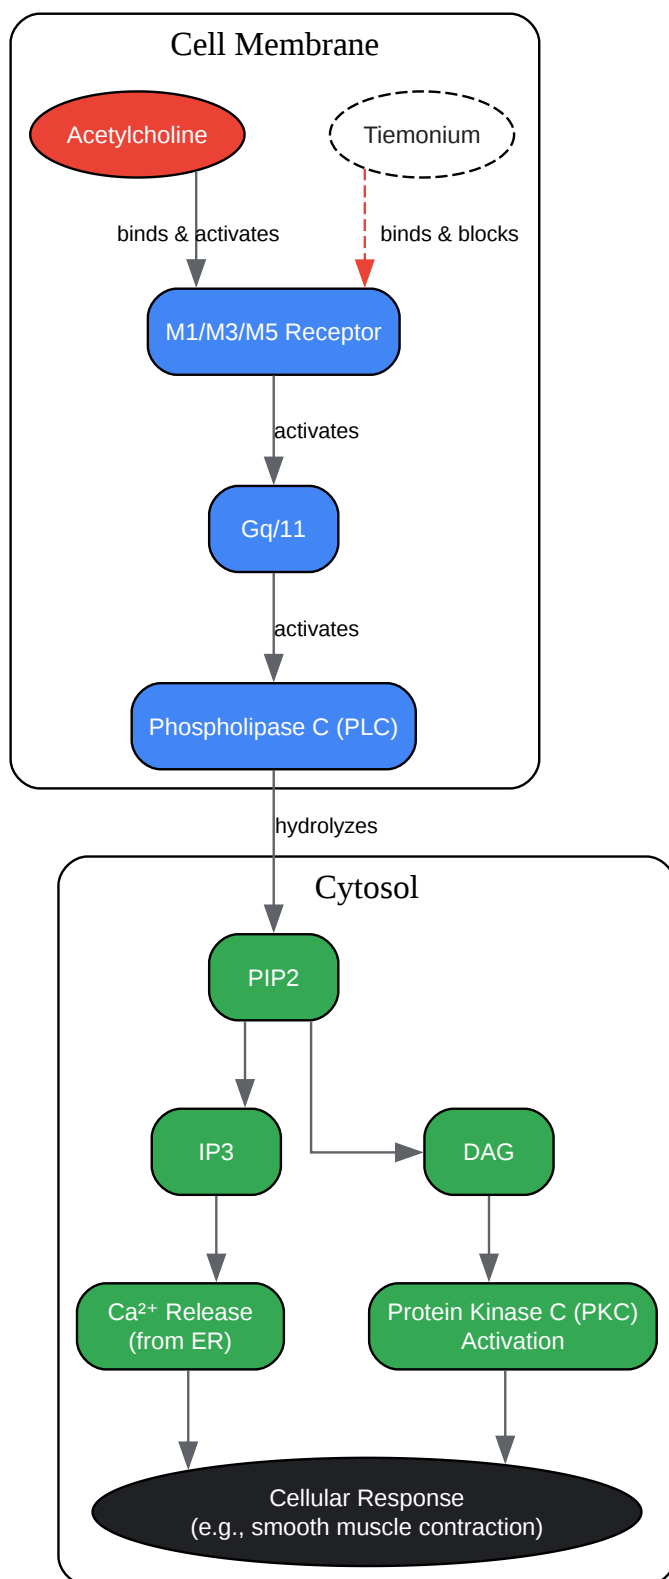 Cell Membrane
Acetylcholine
Tiemonium
binds & activates
binds & blocks
M1/M3/M5 Receptor
activates
Gq/11
activates
Phospholipase C (PLC)
hydrolyzes
Cytosol
PIP2
IP3
DAG
Ca²⁺ Release
(from ER)
Protein Kinase C (PKC)
Activation
Cellular Response
(e.g., smooth muscle contraction)